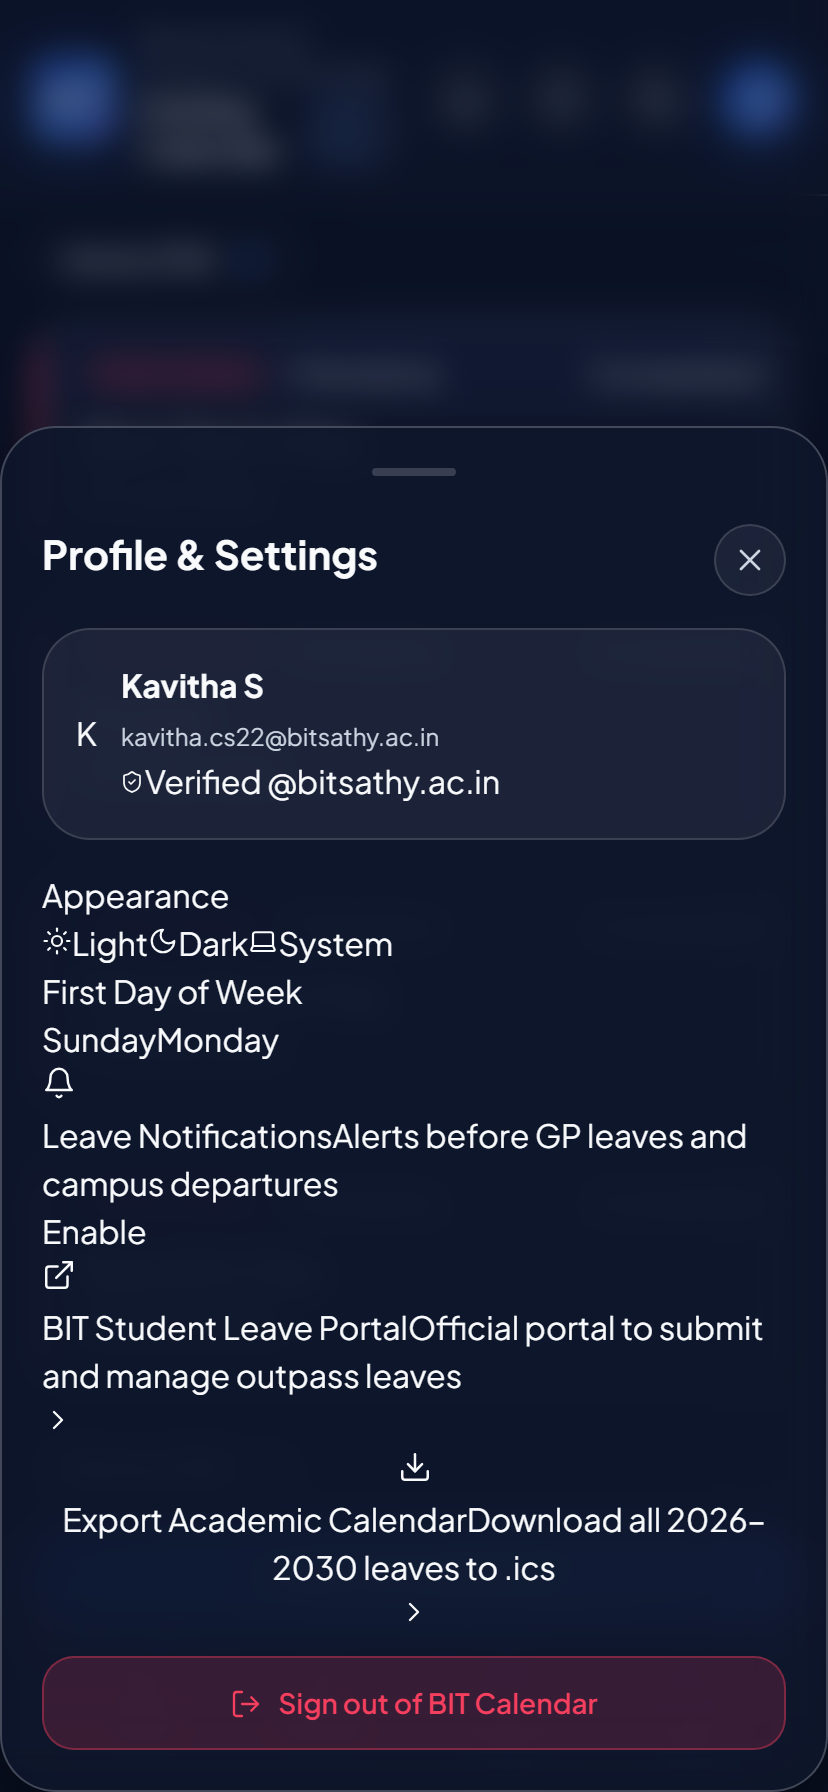 Profile & Settings
Kavitha S
K
kavitha.cs22@bitsathy.ac.in
Verified @bitsathy.ac.in
Appearance
LightDarkSystem
First Day of Week
SundayMonday
Leave NotificationsAlerts before GP leaves and
campus departures
Enable
BIT Student Leave PortalOfficial portal to submit
and manage outpass leaves
Export Academic CalendarDownload all 2026–
2030 leaves to .ics
Sign out of BIT Calendar